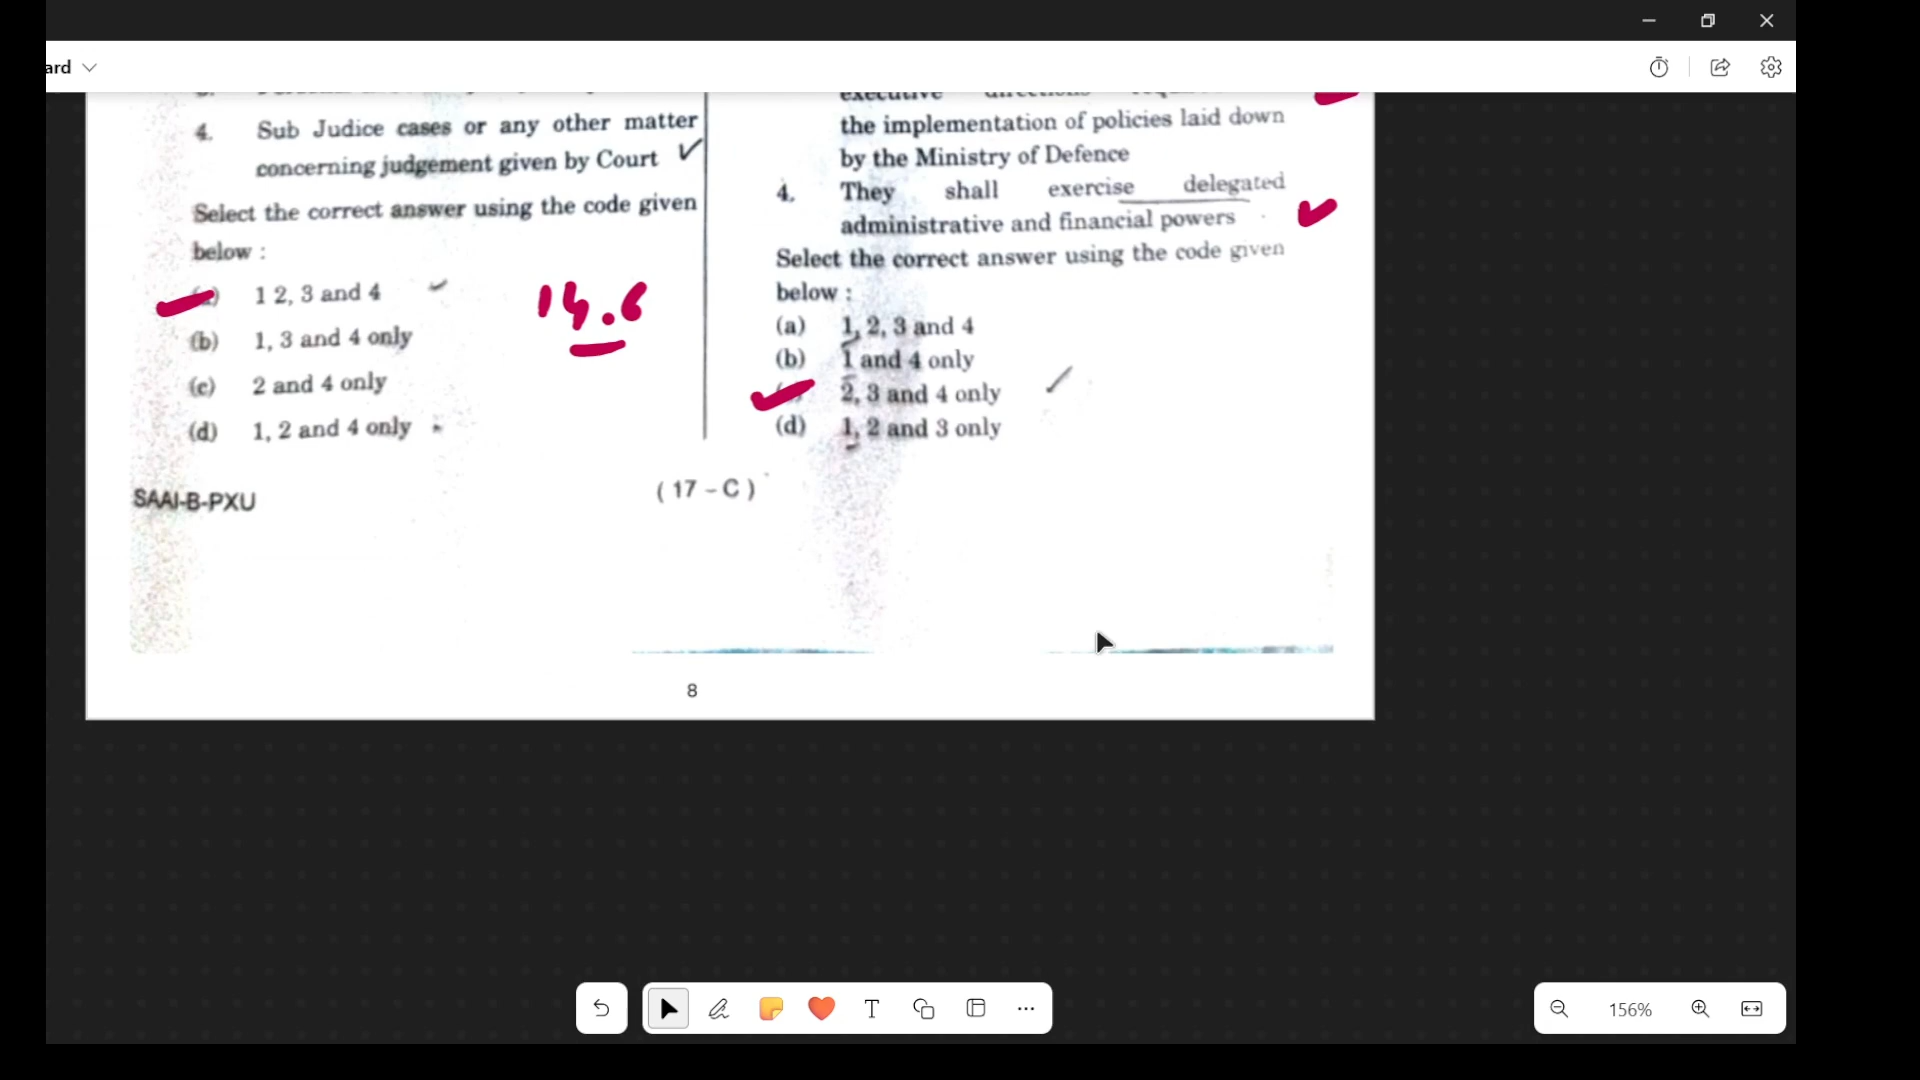 ard
4. Sub Judice cases or any other matter
concerning judgement given by Court
Select the correct answer using the code given
below :
1 2, 3 and 4
(b) 1, 3 and 4 only
(c) 2 and 4 only
(d) 1, 2 and 4 only
14.6
SAAI-B-PXU
executive
the implementation of policies laid down
by the Ministry of Defence
4. They shall exercise delegated
administrative and financial powers
Select the correct answer using the code given
below :
(a) 1, 2, 3 and 4
(b) 1 and 4 only
2, 3 and 4 only
(d) 1, 2 and 3 only
( 17 – C )
8
T
156%